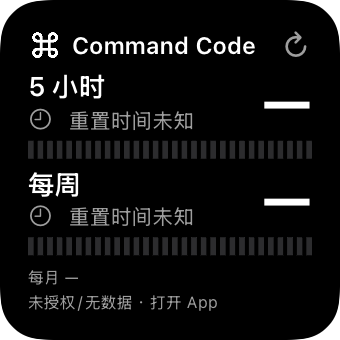 Command Code
5 小时
—
重置时间未知
每周
—
重置时间未知
每月 —
未授权/无数据 · 打开 App